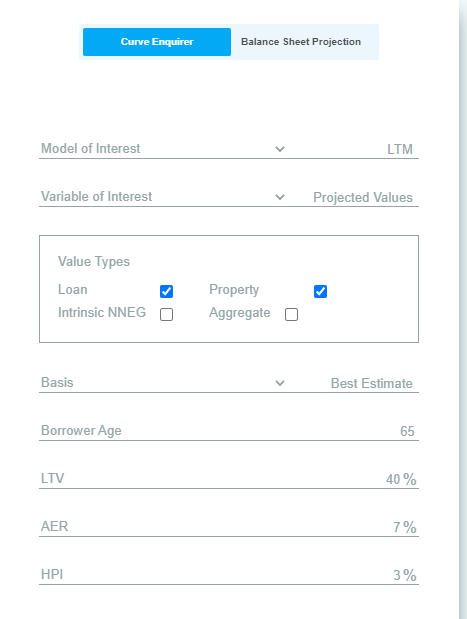 Curve Enquirer Balance Sheet Projection
Model of Interest LTM
Variable of Interest Projected Values
Value Types
Loan Property
Intrinsic NNEG Aggregate
Basis Best Estimate
Borrower Age 65
LTV 40 %
AER 7 %
HPI 3 %